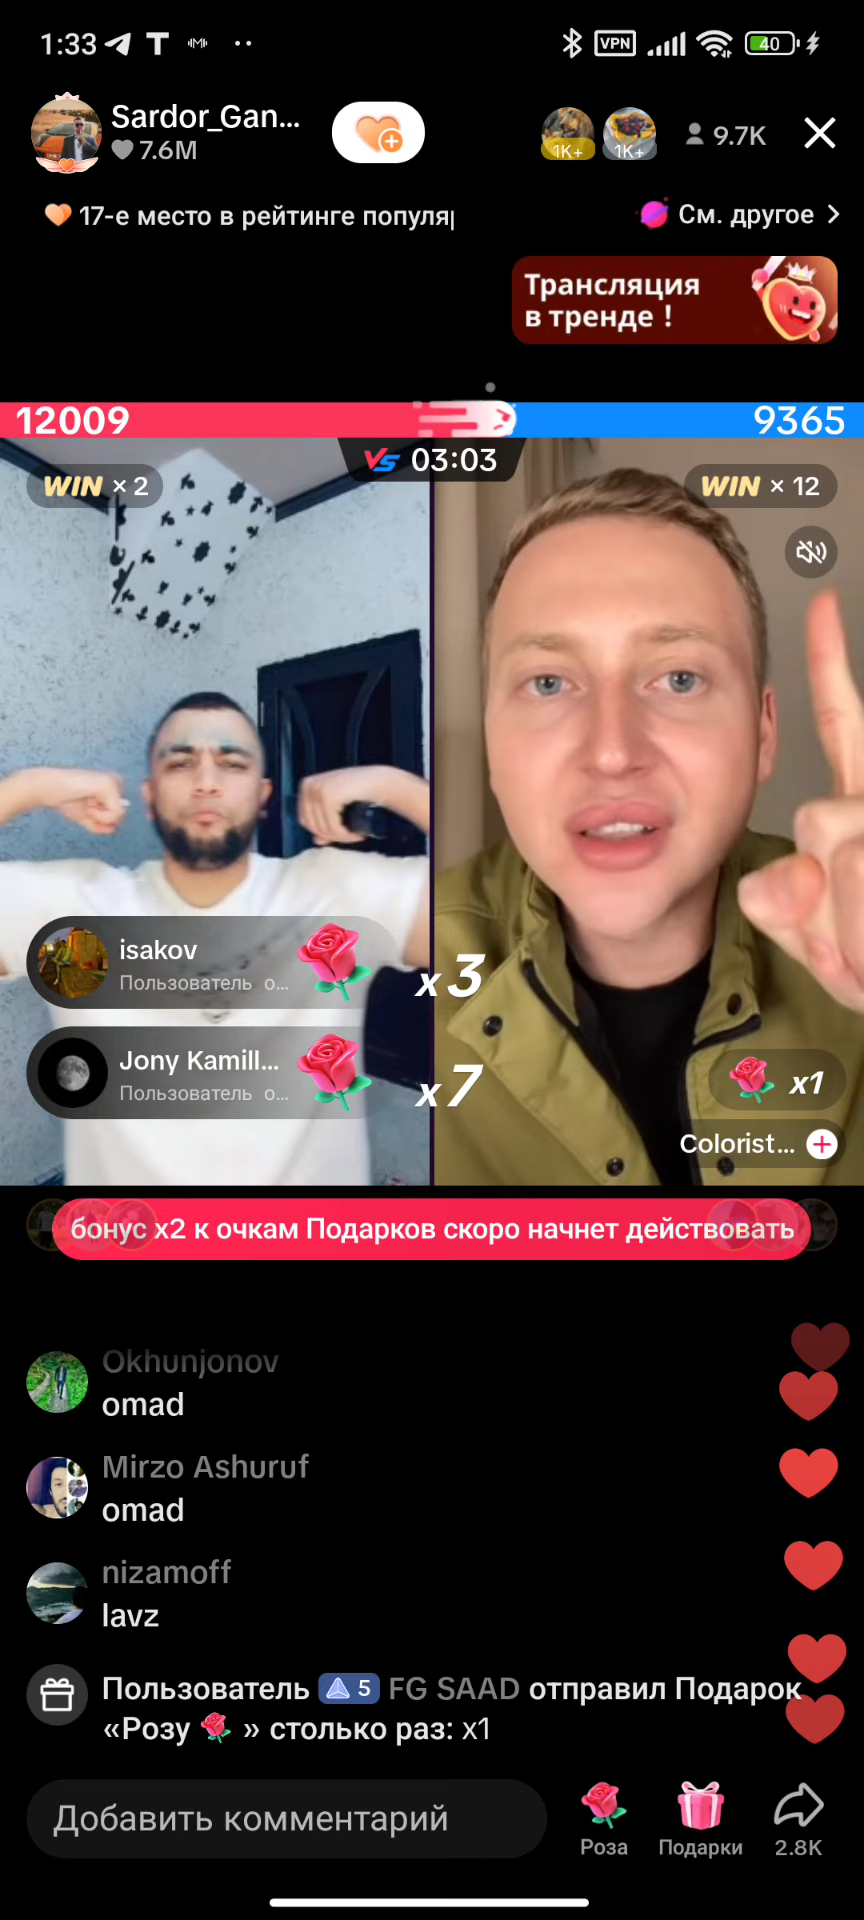 1:33
VPN
40
Sardor_Gan...
7.6M
1K+
1K+
9.7K
17-е место в рейтинге популяр
См. другое
Трансляция
в тренде !
12009
9365
VS 03:03
WIN × 2
WIN × 12
isakov
Пользователь о...
x3
Jony Kamill...
Пользователь о...
x7
x1
Colorist...
бонус x2 к очкам Подарков скоро начнет действовать
Okhunjonov
omad
Mirzo Ashuruf
omad
nizamoff
lavz
Пользователь 5 FG SAAD отправил Подарок
«Розу 🌹 » столько раз: x1
Добавить комментарий
Роза
Подарки
2.8K